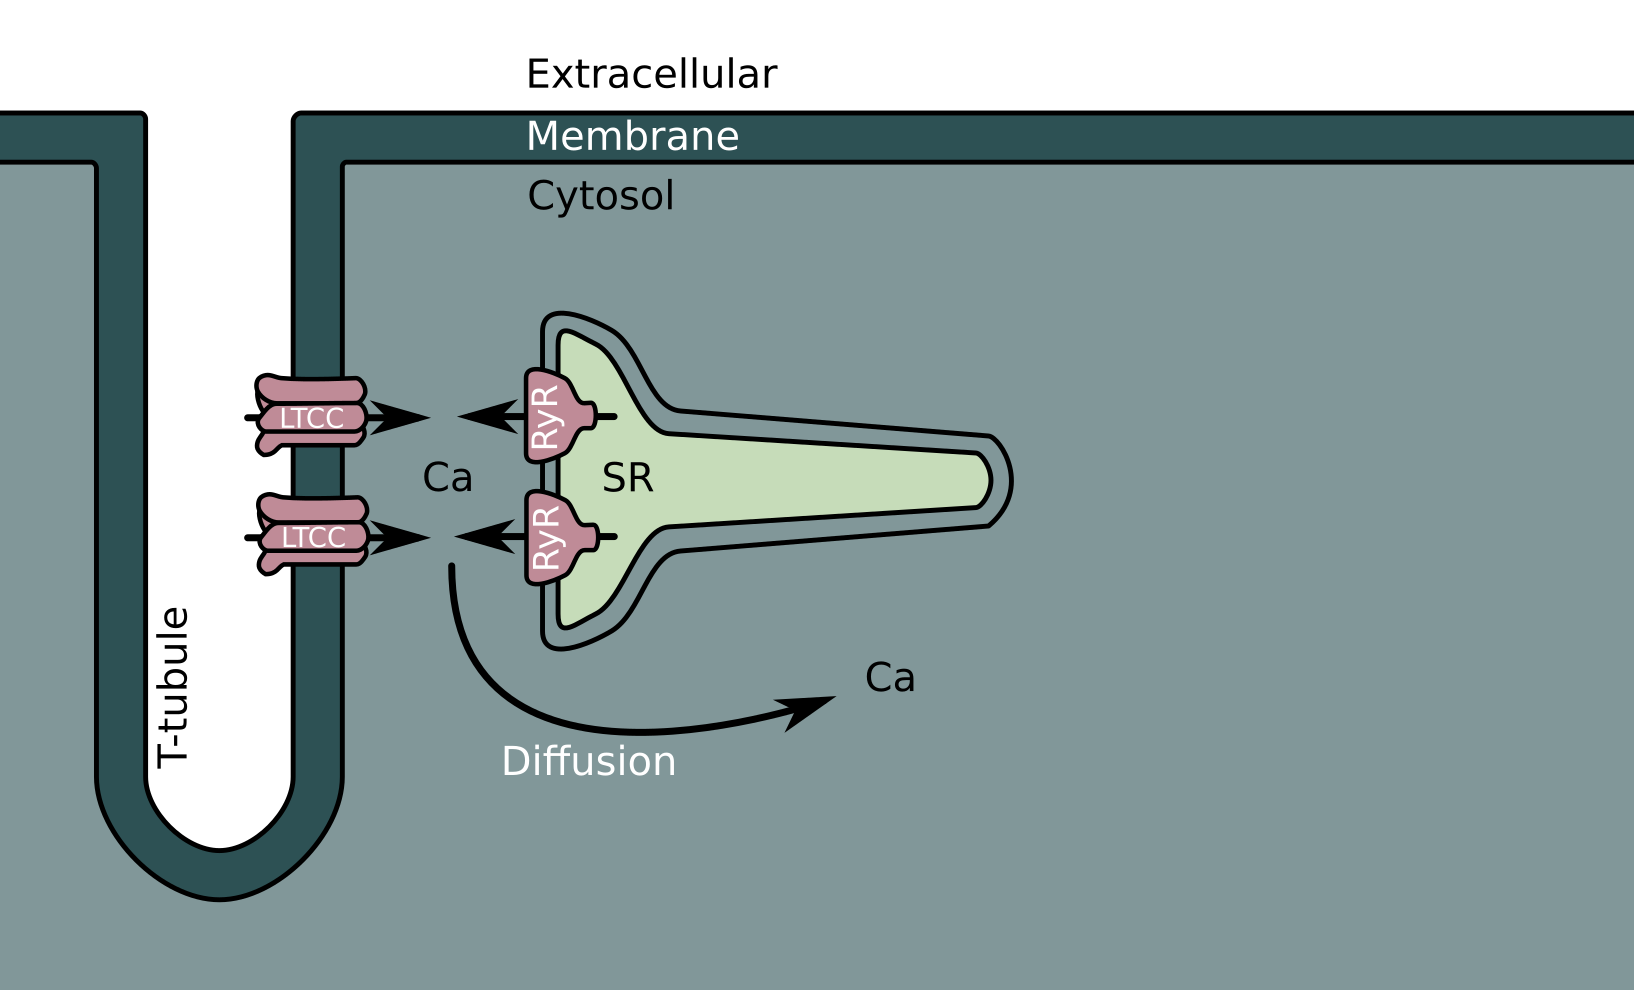 Extracellular
Membrane
Cytosol
LTCC
RyR
Ca
SR
LTCC
RyR
T-tubule
Ca
Diffusion